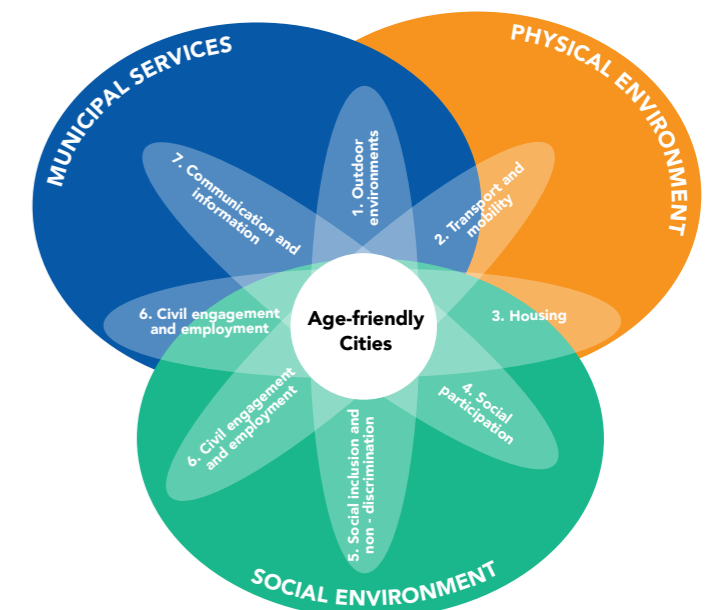 MUNICIPAL SERVICES
PHYSICAL ENVIRONMENT
1. Outdoor
environments
2. Transport and
mobility
3. Housing
4. Social
participation
5. Social inclusion and
non - discrimination
6. Civil engagement
and employment
6. Civil engagement
and employment
7. Communication and
information
Age-friendly
Cities
SOCIAL ENVIRONMENT